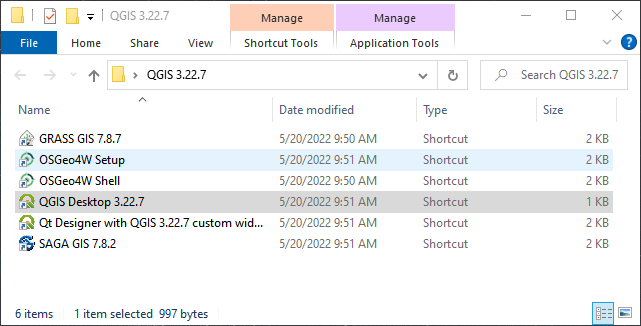 QGIS 3.22.7
Manage
Manage
File
Home
Share
View
Shortcut Tools
Application Tools
QGIS 3.22.7
Search QGIS 3.22.7
Name
Date modified
Type
Size
GRASS GIS 7.8.7 5/20/2022 9:50 AM Shortcut 2 KB
OSGeo4W Setup 5/20/2022 9:51 AM Shortcut 2 KB
OSGeo4W Shell 5/20/2022 9:50 AM Shortcut 2 KB
QGIS Desktop 3.22.7 5/20/2022 9:51 AM Shortcut 1 KB
Qt Designer with QGIS 3.22.7 custom wid... 5/20/2022 9:51 AM Shortcut 2 KB
SAGA GIS 7.8.2 5/20/2022 9:51 AM Shortcut 2 KB
6 items 1 item selected 997 bytes